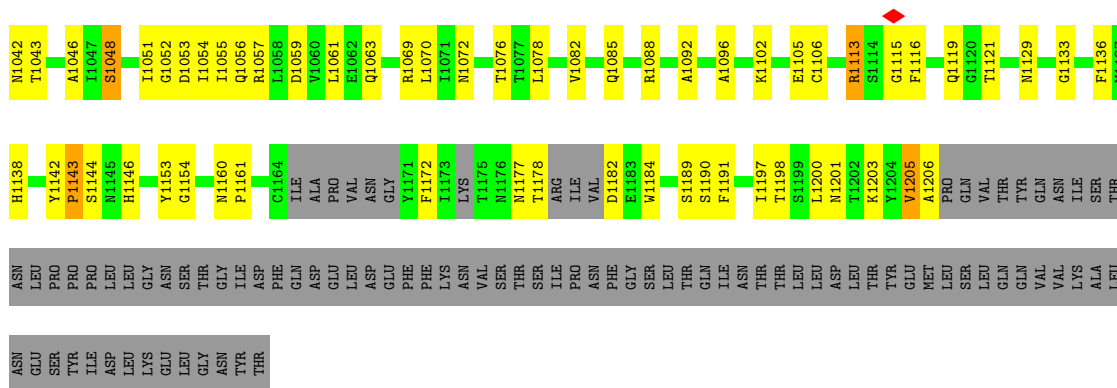 N1042 T1043 A1046 I1047 S1048 I1051 G1052 D1053 I1054 I1055 Q1056 R1057 L1058 D1059 V1060 L1061 E1062 Q1063 R1069 L1070 I1071 N1072 T1076 T1077 L1078 V1082 Q1085 R1088 A1092 A1096 K1102 E1105 C1106 R1113 S1114 G1115 F1116 Q1119 G1120 T1121 N1129 G1133 F1136
H1138 Y1142 P1143 S1144 N1145 H1146 Y1153 G1154 N1160 P1161 C1164 ILE ALA PRO VAL ASN GLY Y1171 F1172 I1173 LYS T1175 N1176 N1177 T1178 ARG ILE VAL D1182 E1183 W1184 S1189 S1190 F1191 I1197 T1198 S1199 L1200 N1201 T1202 K1203 Y1204 V1205 A1206 PRO GLN VAL THR TYR GLN ASN ILE SER THR
ASN LEU PRO PRO PRO LEU LEU GLY ASN SER THR GLY ILE ASP PHE GLN ASP GLU LEU ASP GLU PHE PHE LYS ASN VAL SER THR SER ILE PRO ASN PHE GLY SER LEU THR GLN ILE ASN THR THR LEU LEU ASP LEU THR TYR GLU MET LEU SER LEU GLN GLN VAL VAL LYS ALA LEU
ASN GLU SER TYR ILE ASP LEU LYS GLU LEU GLY ASN TYR THR